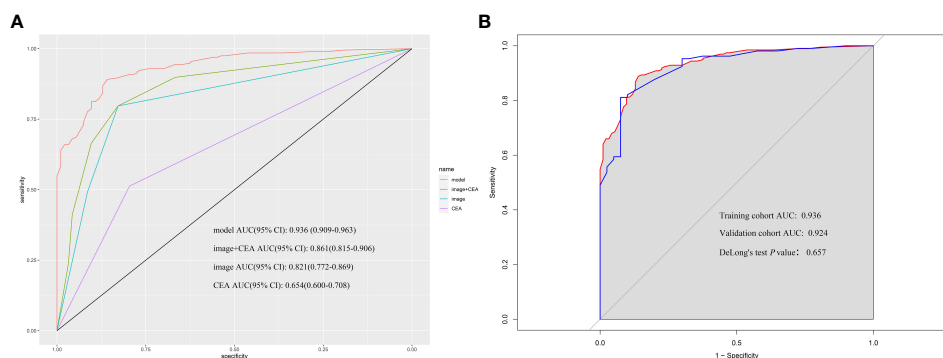 A
1.00
0.75
0.50
0.25
0.00
sensitivity
1.00
0.75
0.50
0.25
0.00
specificity
model AUC(95% CI): 0.936 (0.909-0.963)
image+CEA AUC(95% CI): 0.861(0.815-0.906)
image AUC(95% CI): 0.821(0.772-0.869)
CEA AUC(95% CI): 0.654(0.600-0.708)
name
model
image+CEA
image
CEA
B
1.0
0.8
0.6
0.4
0.2
0.0
Sensitivity
0.0
0.5
1.0
1 − Specificity
Training cohort AUC: 0.936
Validation cohort AUC: 0.924
DeLong's test P value： 0.657